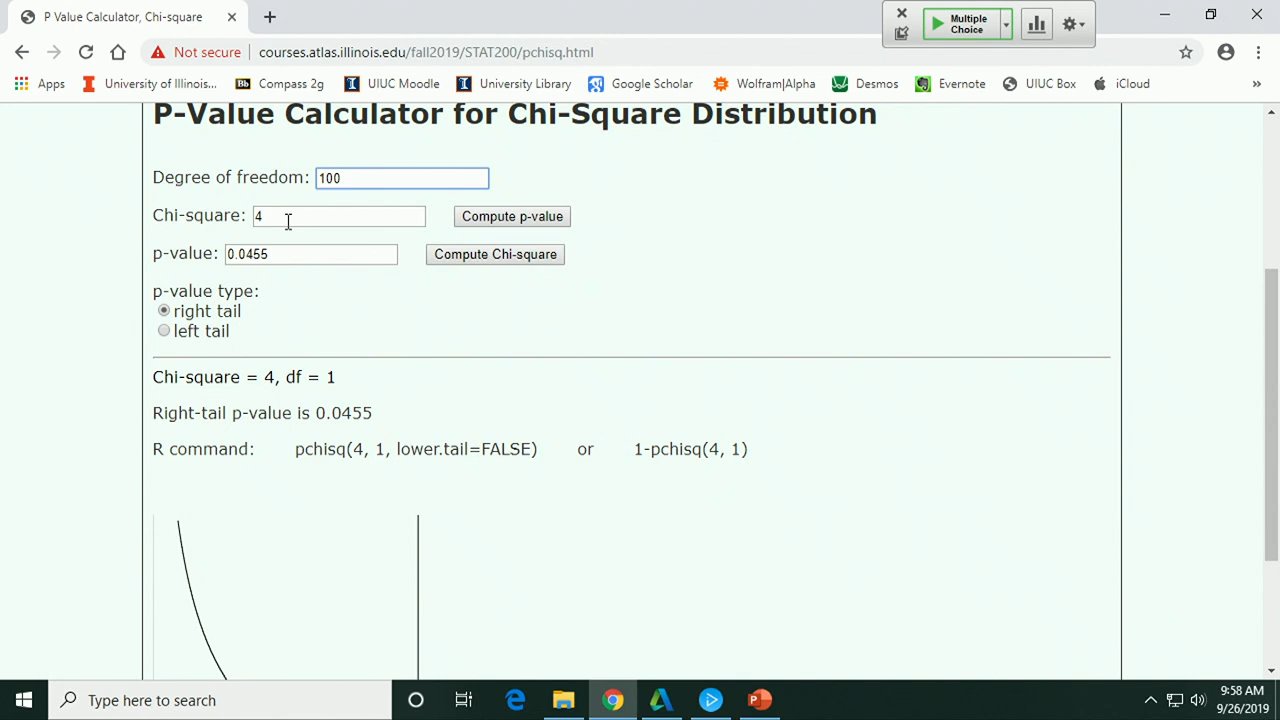 P Value Calculator, Chi-square
Multiple Choice
Not secure courses.atlas.illinois.edu/fall2019/STAT200/pchisq.html
Apps University of Illinois... Compass 2g UIUC Moodle University Library Google Scholar Wolfram|Alpha Desmos Evernote UIUC Box iCloud »
P-Value Calculator for Chi-Square Distribution
Degree of freedom: 100
Chi-square: 4 Compute p-value
p-value: 0.0455 Compute Chi-square
p-value type:
right tail
left tail
Chi-square = 4, df = 1
Right-tail p-value is 0.0455
R command: pchisq(4, 1, lower.tail=FALSE) or 1-pchisq(4, 1)
Type here to search
9:58 AM
9/26/2019